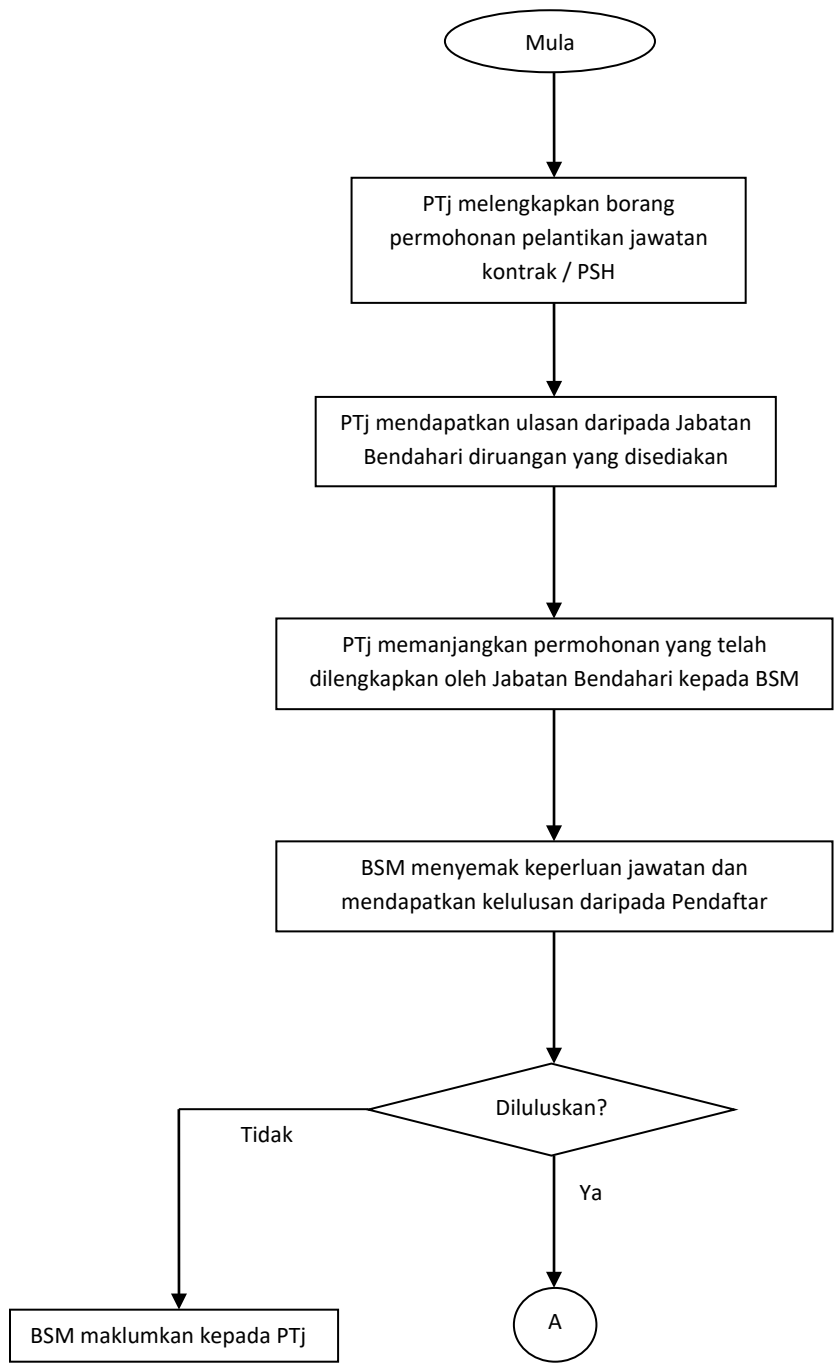 Mula
PTj melengkapkan borang
permohonan pelantikan jawatan
kontrak / PSH
PTj mendapatkan ulasan daripada Jabatan
Bendahari diruangan yang disediakan
PTj memanjangkan permohonan yang telah
dilengkapkan oleh Jabatan Bendahari kepada BSM
BSM menyemak keperluan jawatan dan
mendapatkan kelulusan daripada Pendaftar
Diluluskan?
Tidak
Ya
BSM maklumkan kepada PTj
A